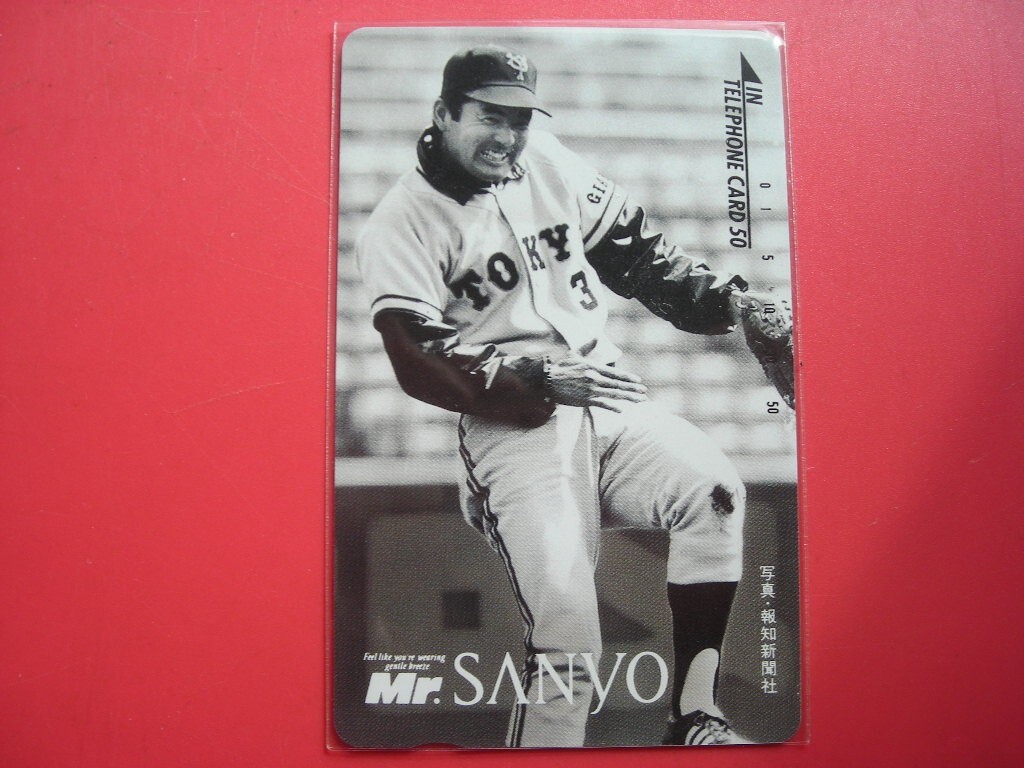 IN
TELEPHONE CARD 50
0 1
5
10
50
GIA
TOKY
3
写真・報知新聞社
Feel like you're wearing
gentle breeze
Mr. SANYO